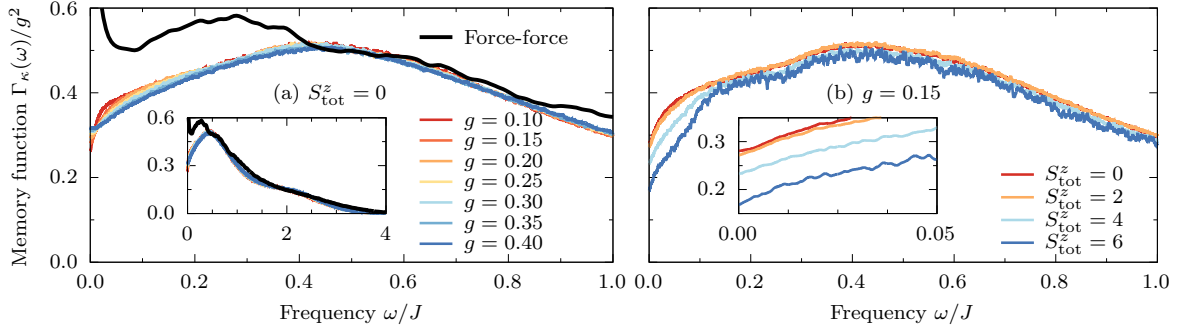 Memory function Γκ(ω)/g²
0.6
0.4
0.2
0.0
Force-force
(a) S^z_tot = 0
0.6
0.3
0.0
0
2
4
g = 0.10
g = 0.15
g = 0.20
g = 0.25
g = 0.30
g = 0.35
g = 0.40
0.0
0.2
0.4
0.6
0.8
1.0
Frequency ω/J
(b) g = 0.15
0.3
0.2
0.00
0.05
S^z_tot = 0
S^z_tot = 2
S^z_tot = 4
S^z_tot = 6
0.0
0.2
0.4
0.6
0.8
1.0
Frequency ω/J